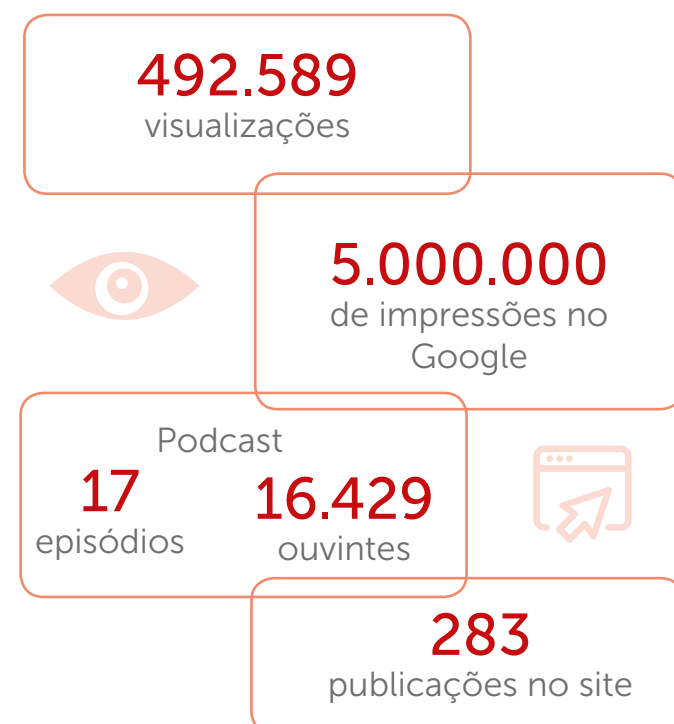 492.589
visualizações
5.000.000
de impressões no
Google
Podcast
17
episódios
16.429
ouvintes
283
publicações no site